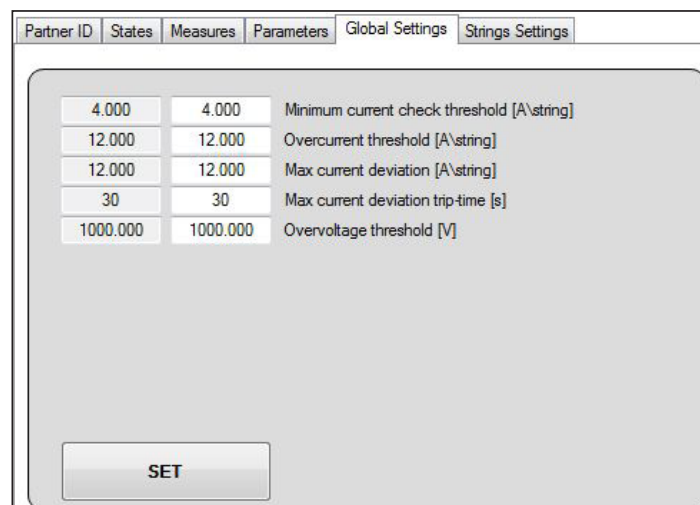 Partner ID States Measures Parameters Global Settings Strings Settings
4.000 4.000 Minimum current check threshold [A\string]
12.000 12.000 Overcurrent threshold [A\string]
12.000 12.000 Max current deviation [A\string]
30 30 Max current deviation trip-time [s]
1000.000 1000.000 Overvoltage threshold [V]
SET